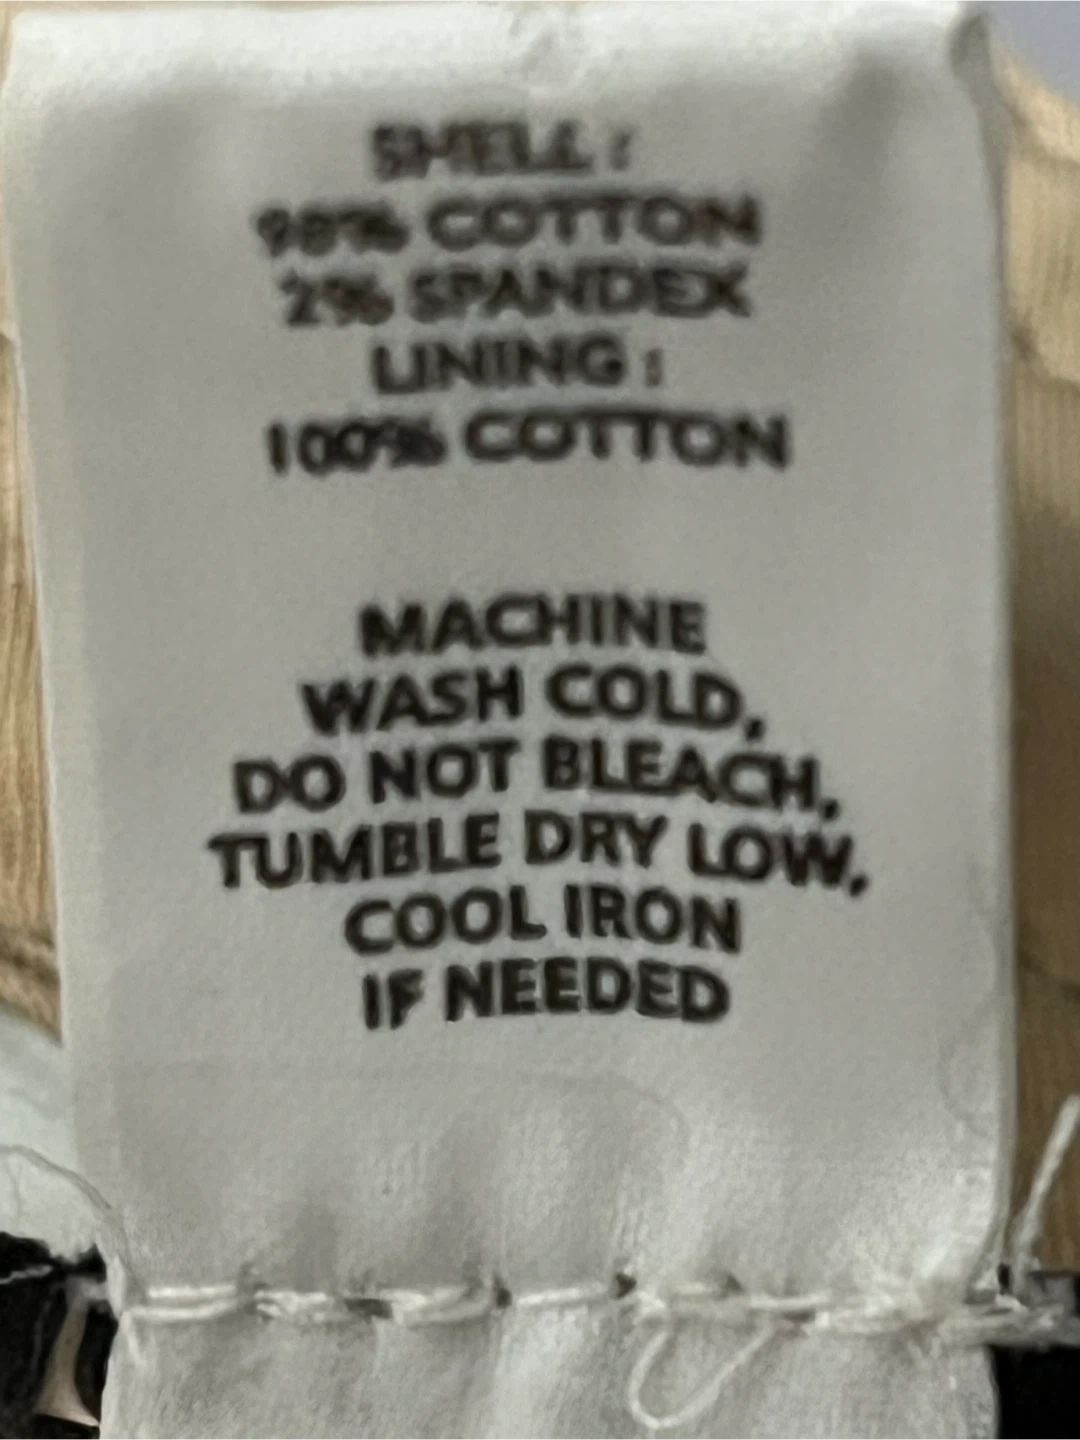 SHELL :
98% COTTON
2% SPANDEX
LINING :
100% COTTON
MACHINE
WASH COLD,
DO NOT BLEACH,
TUMBLE DRY LOW,
COOL IRON
IF NEEDED